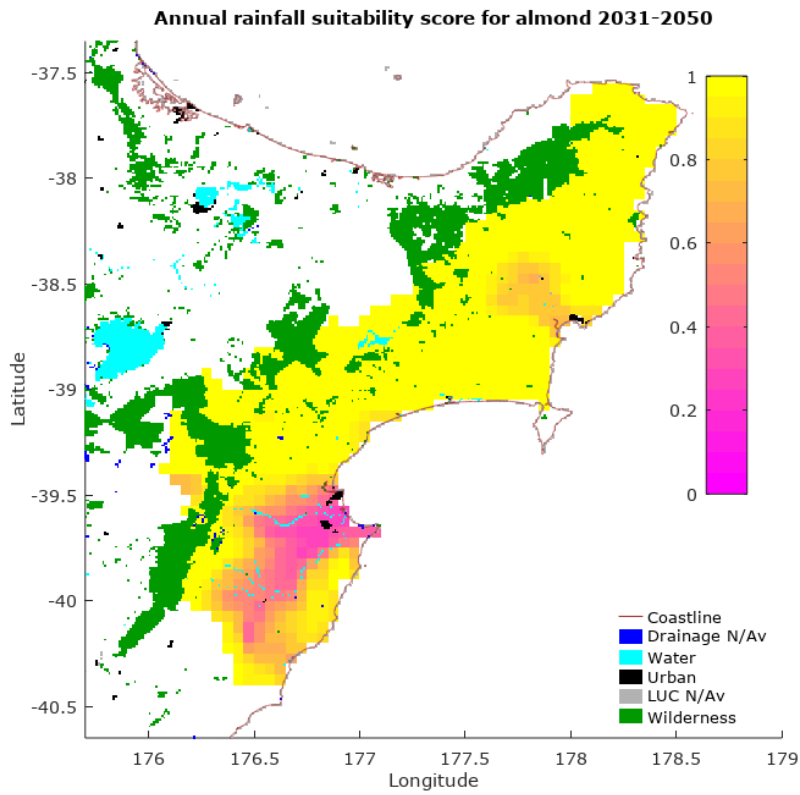 Annual rainfall suitability score for almond 2031-2050
-37.5
-38
-38.5
-39
-39.5
-40
-40.5
Latitude
176
176.5
177
177.5
178
178.5
179
Longitude
1
0.8
0.6
0.4
0.2
0
Coastline
Drainage N/Av
Water
Urban
LUC N/Av
Wilderness